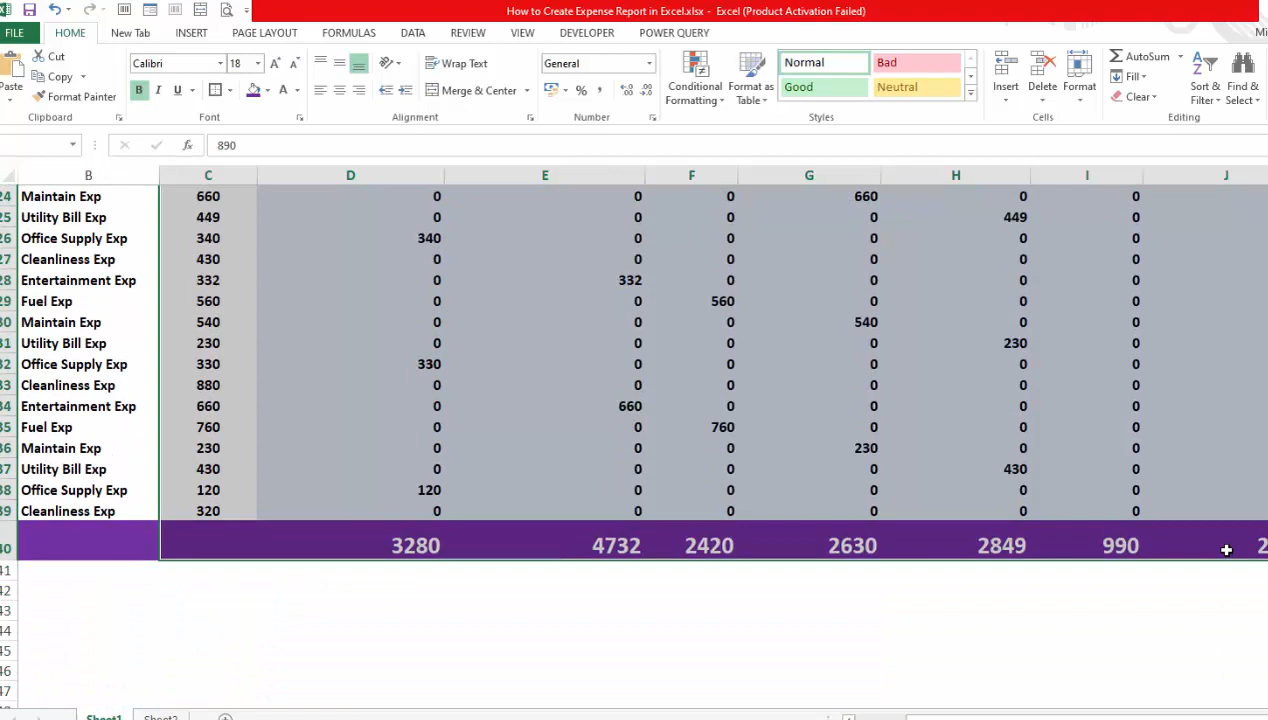 How to Create Expense Report in Excel.xlsx - Excel (Product Activation Failed)
FILE HOME New Tab INSERT PAGE LAYOUT FORMULAS DATA REVIEW VIEW DEVELOPER POWER QUERY
Cut
Copy
Format Painter
Clipboard
Calibri 18
B I U
Font
Wrap Text
Merge & Center
Alignment
General
Number
Conditional Formatting
Format as Table
Normal Bad
Good Neutral
Styles
Insert Delete Format
Cells
AutoSum
Fill
Clear
Sort & Filter
Find & Select
Editing
890
B C D E F G H I J
24 Maintain Exp 660 0 0 0 660 0 0
25 Utility Bill Exp 449 0 0 0 0 449 0
26 Office Supply Exp 340 340 0 0 0 0 0
27 Cleanliness Exp 430 0 0 0 0 0 0
28 Entertainment Exp 332 0 332 0 0 0 0
29 Fuel Exp 560 0 0 560 0 0 0
30 Maintain Exp 540 0 0 0 540 0 0
31 Utility Bill Exp 230 0 0 0 0 230 0
32 Office Supply Exp 330 330 0 0 0 0 0
33 Cleanliness Exp 880 0 0 0 0 0 0
34 Entertainment Exp 660 0 660 0 0 0 0
35 Fuel Exp 760 0 0 760 0 0 0
36 Maintain Exp 230 0 0 0 230 0 0
37 Utility Bill Exp 430 0 0 0 0 430 0
38 Office Supply Exp 120 120 0 0 0 0 0
39 Cleanliness Exp 320 0 0 0 0 0 0
40 3280 4732 2420 2630 2849 990 2
41
42
43
44
45
46
47
Sheet1 Sheet2